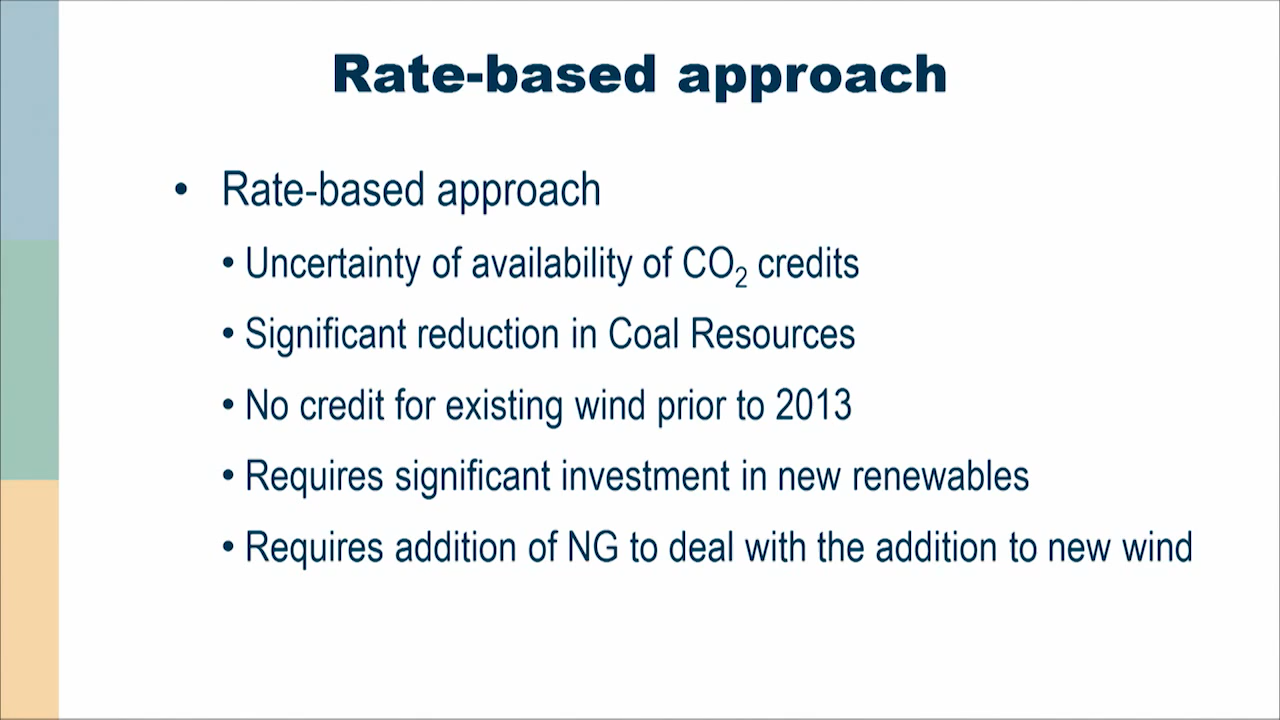 Rate-based approach
• Rate-based approach
• Uncertainty of availability of CO₂ credits
• Significant reduction in Coal Resources
• No credit for existing wind prior to 2013
• Requires significant investment in new renewables
• Requires addition of NG to deal with the addition to new wind